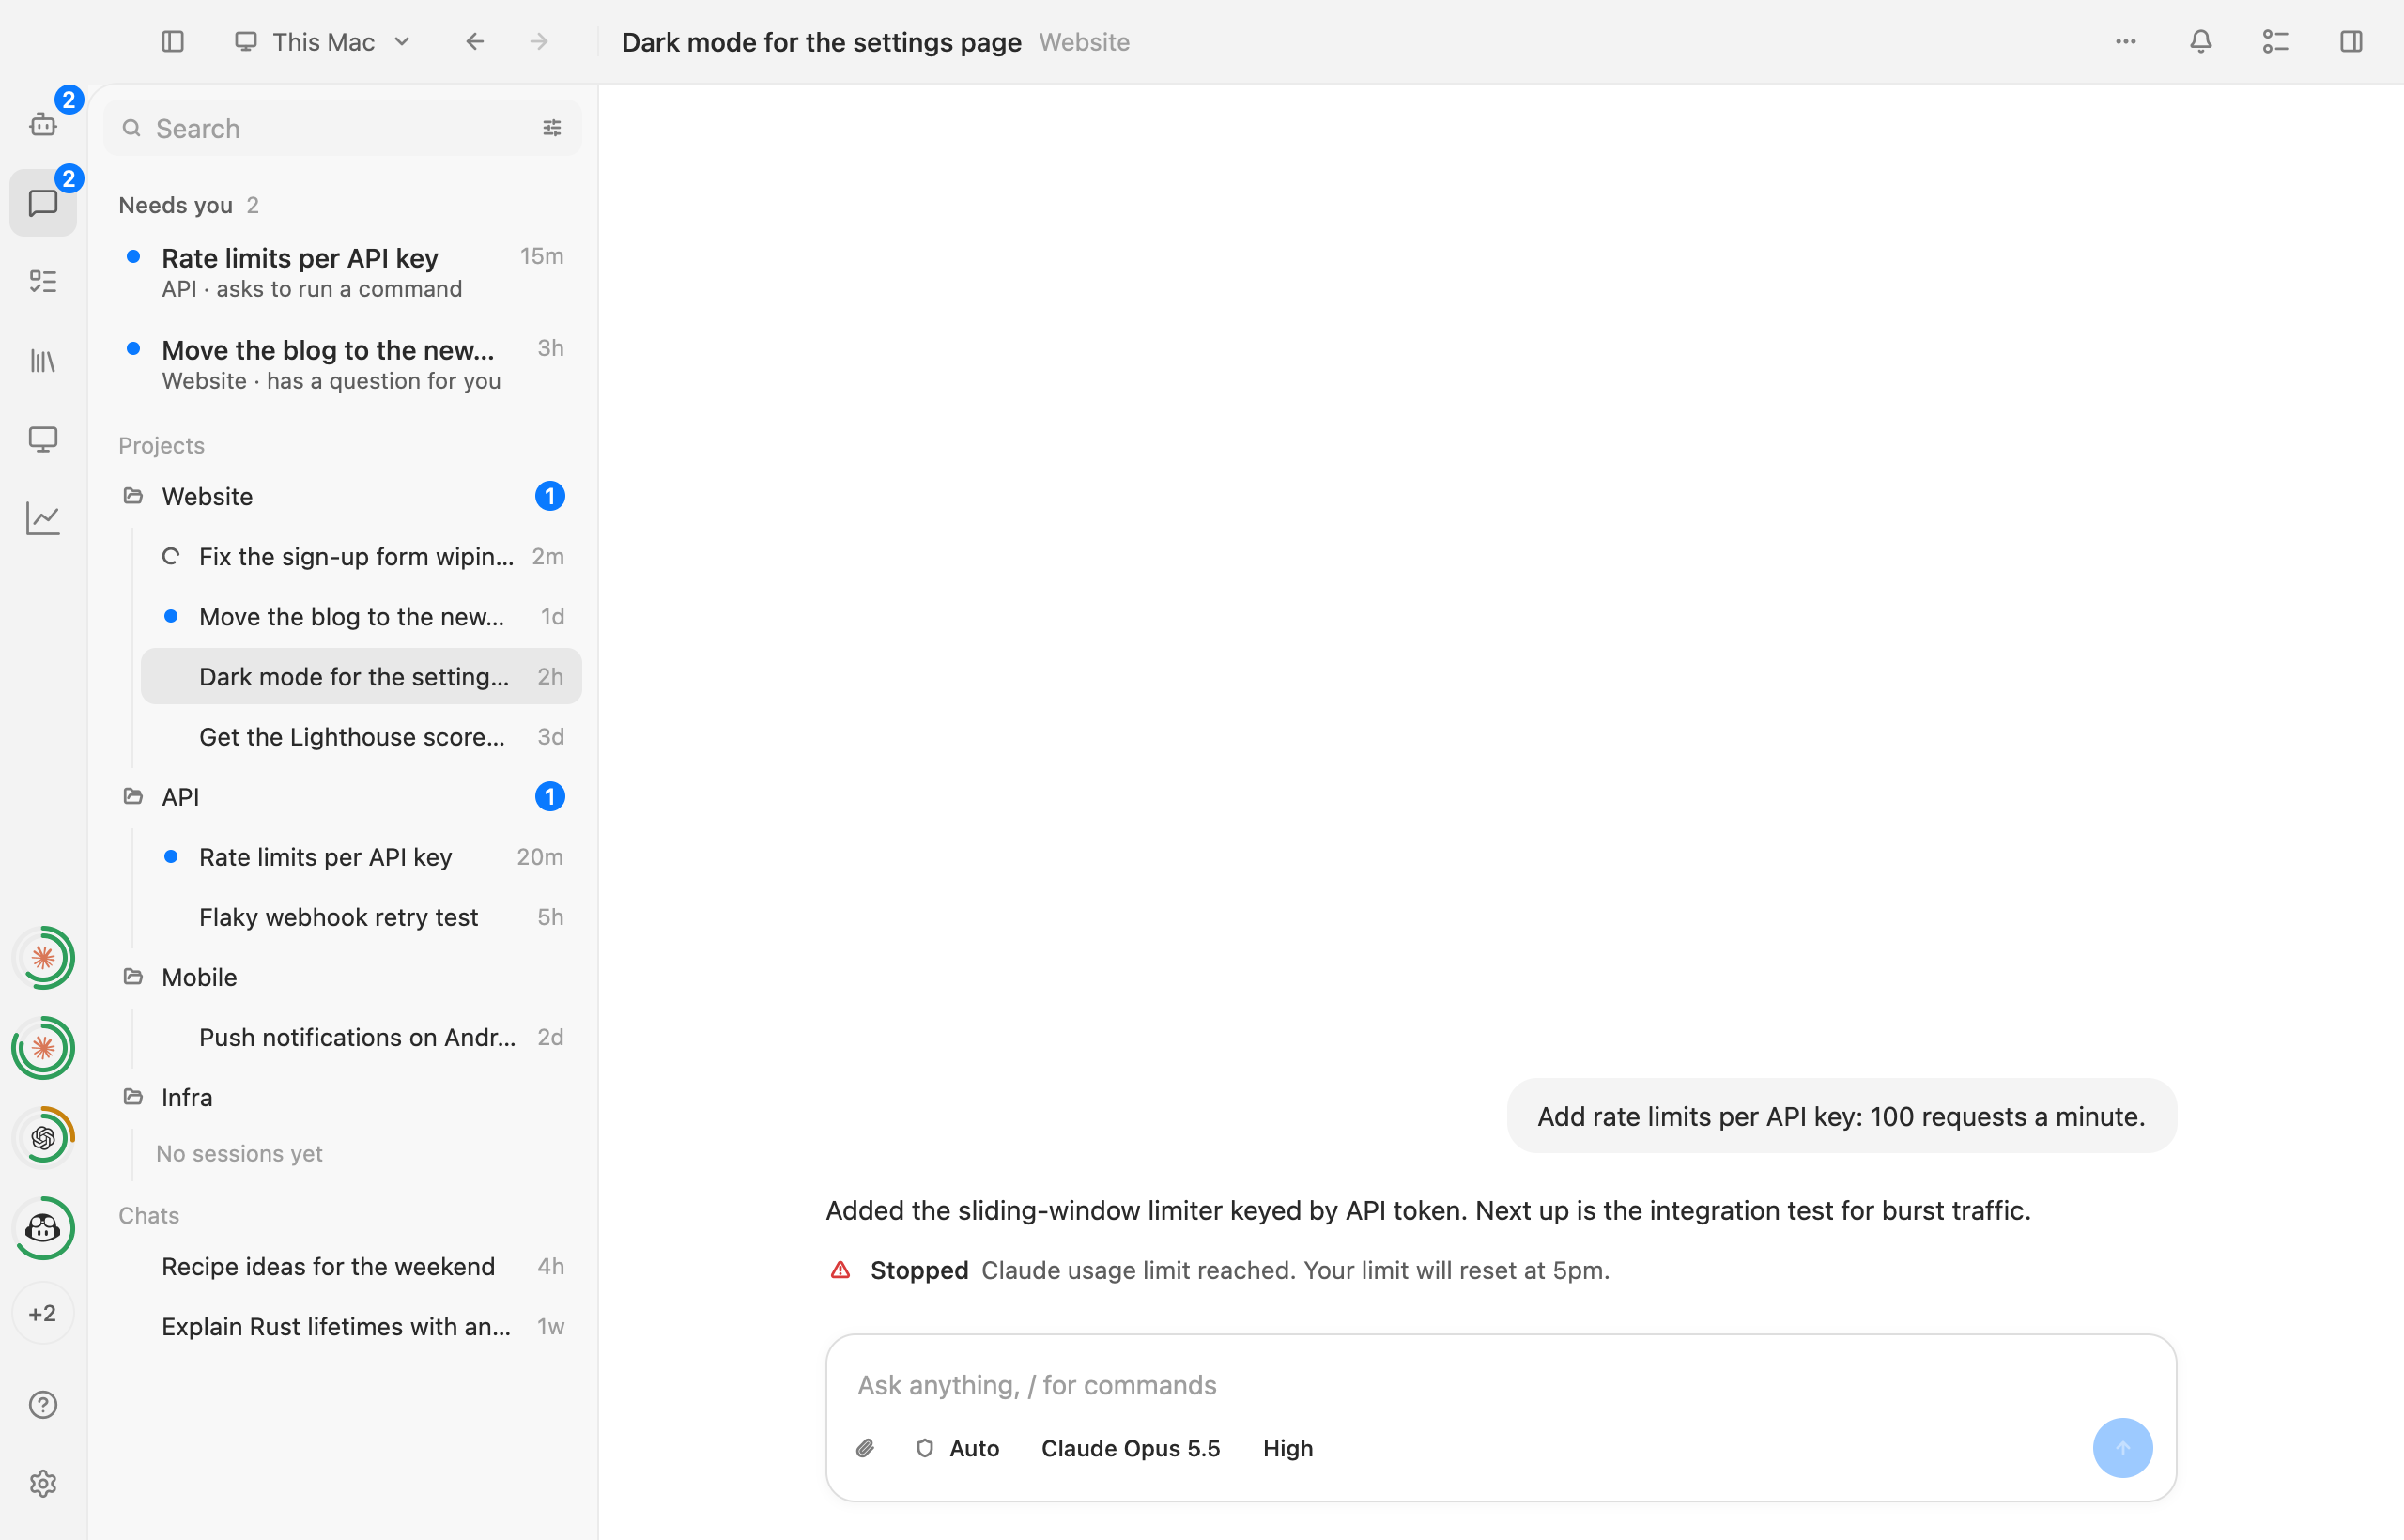 This Mac
Dark mode for the settings page Website
2
2
Search
Needs you 2
Rate limits per API key 15m
API · asks to run a command
Move the blog to the new... 3h
Website · has a question for you
Projects
Website 1
Fix the sign-up form wipin... 2m
Move the blog to the new... 1d
Dark mode for the setting... 2h
Get the Lighthouse score... 3d
API 1
Rate limits per API key 20m
Flaky webhook retry test 5h
Mobile
Push notifications on Andr... 2d
Infra
No sessions yet
Chats
Recipe ideas for the weekend 4h
Explain Rust lifetimes with an... 1w
+2
Add rate limits per API key: 100 requests a minute.
Added the sliding-window limiter keyed by API token. Next up is the integration test for burst traffic.
Stopped Claude usage limit reached. Your limit will reset at 5pm.
Ask anything, / for commands
Auto Claude Opus 5.5 High